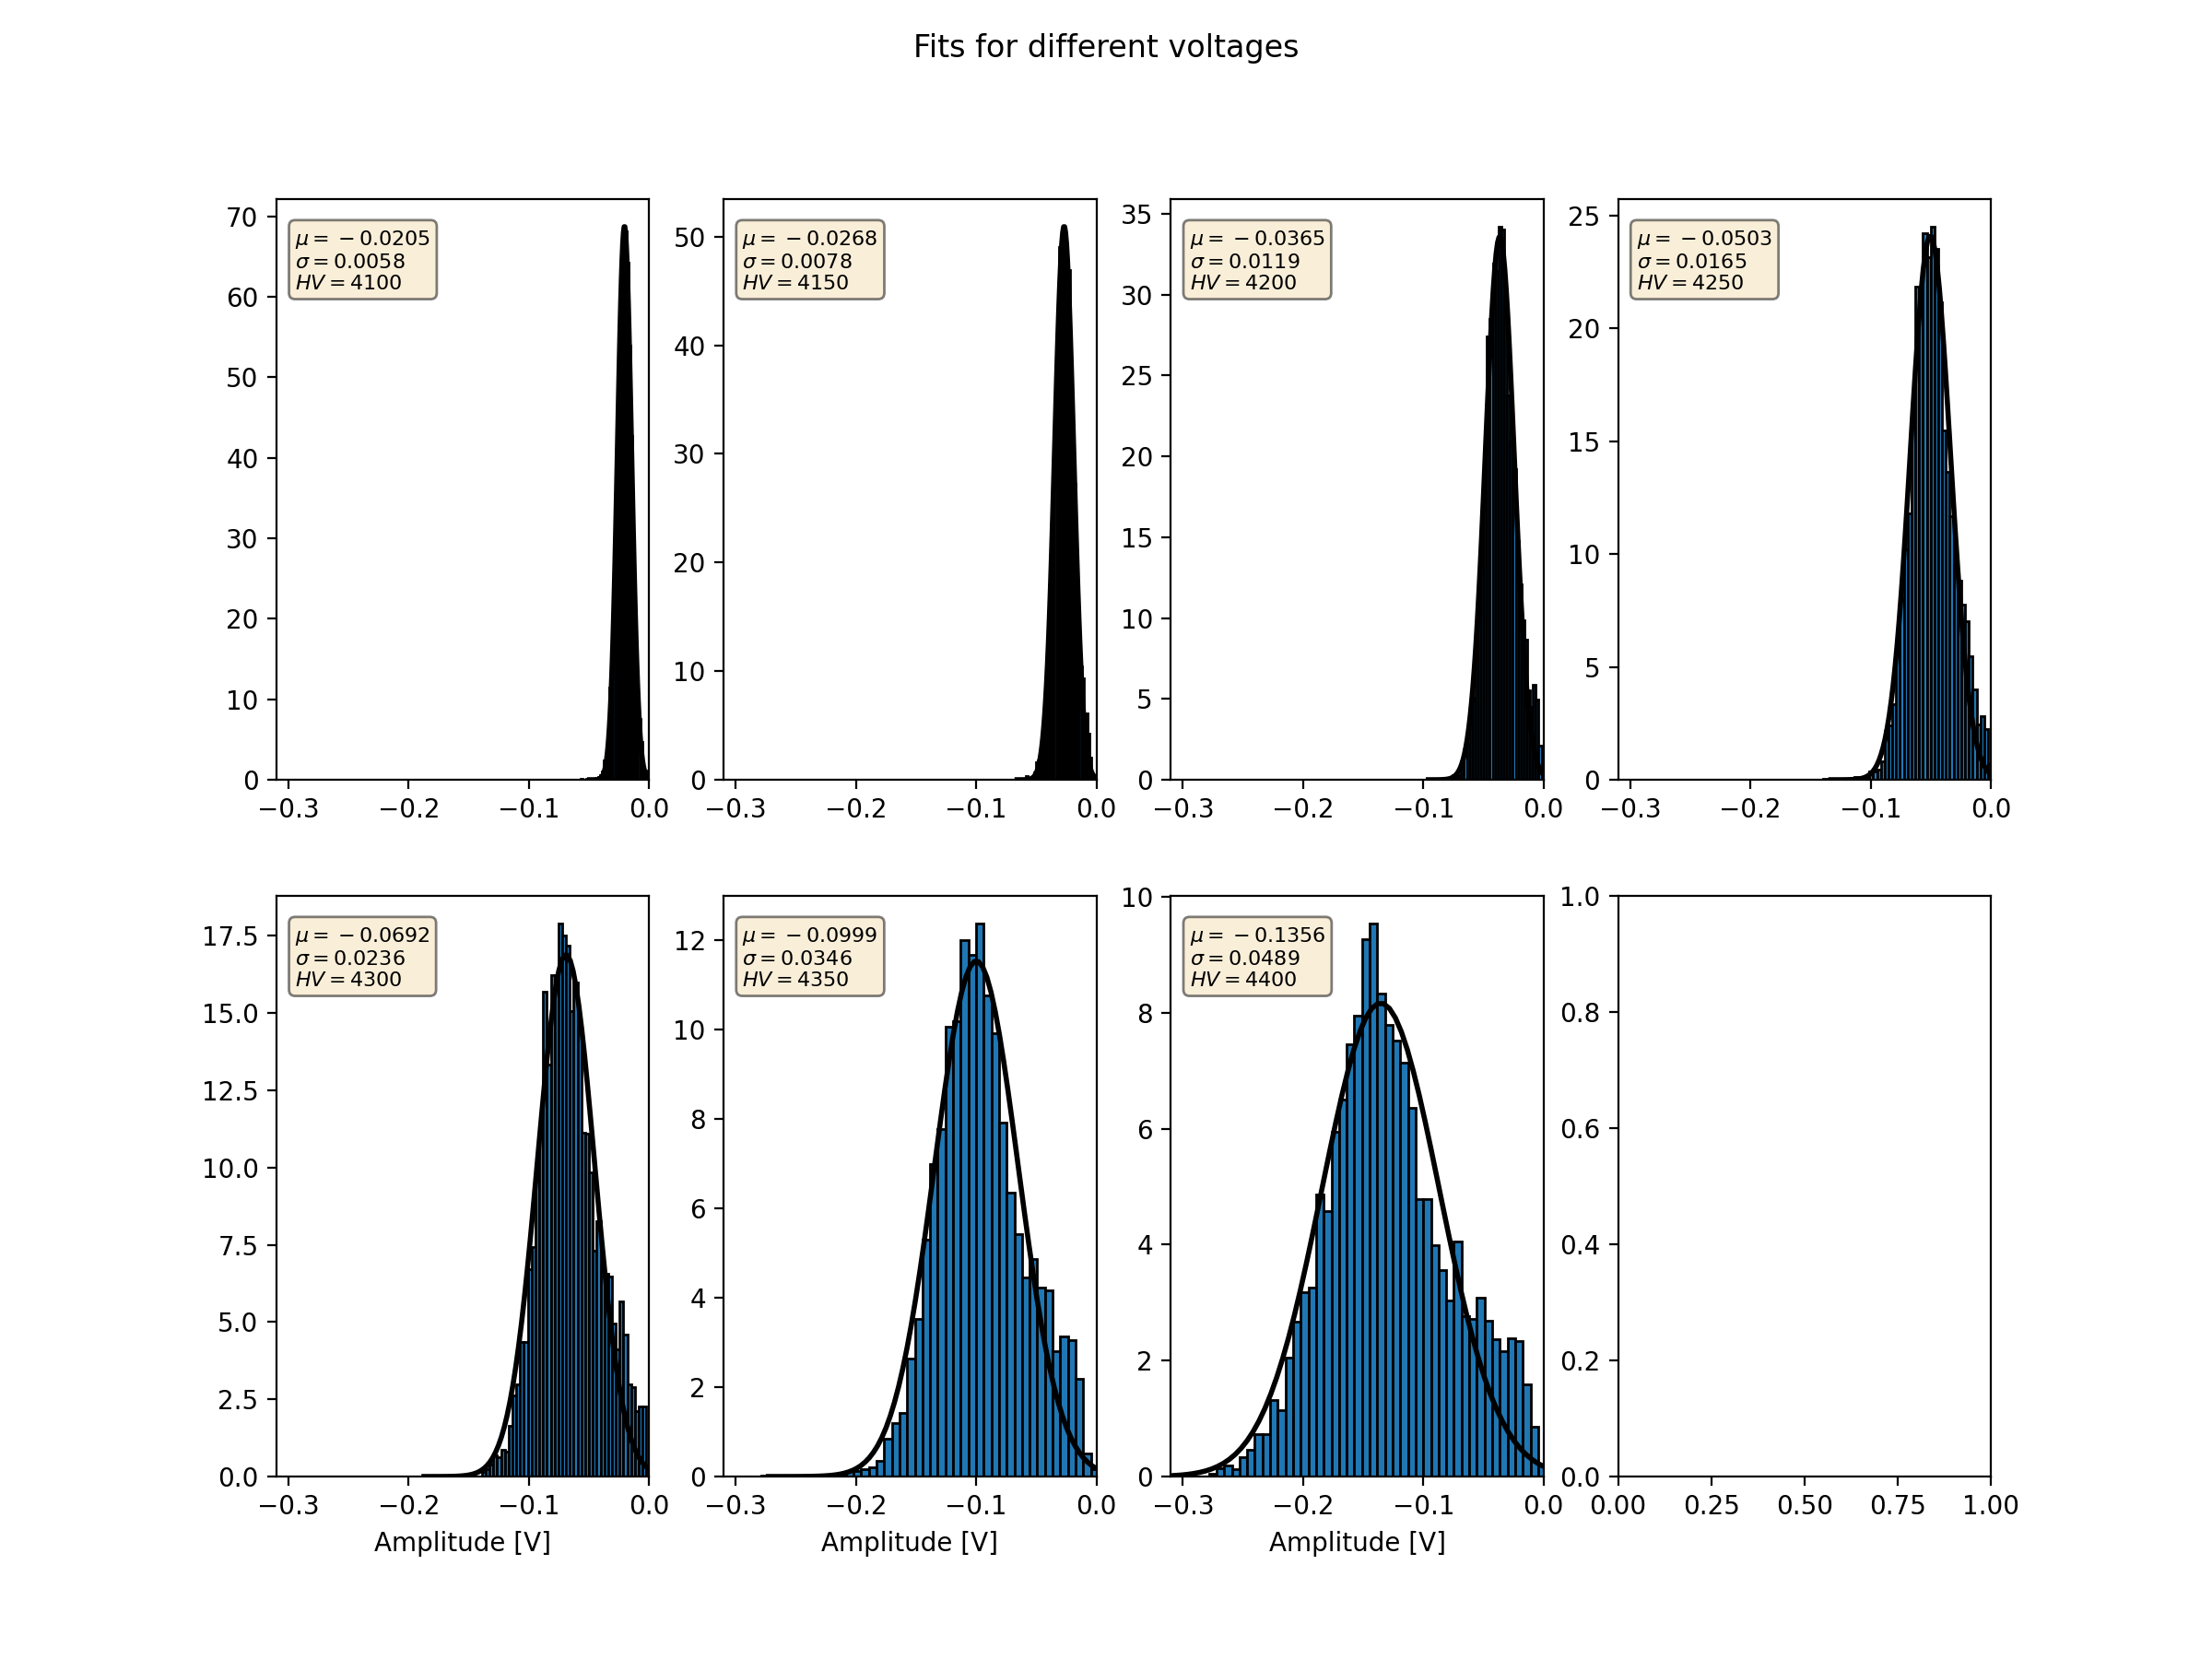 Fits for different voltages
70
60
50
40
30
20
10
0
μ = −0.0205
σ = 0.0058
HV = 4100
−0.3 −0.2 −0.1 0.0
50
40
30
20
10
0
μ = −0.0268
σ = 0.0078
HV = 4150
−0.3 −0.2 −0.1 0.0
35
30
25
20
15
10
5
0
μ = −0.0365
σ = 0.0119
HV = 4200
−0.3 −0.2 −0.1 0.0
25
20
15
10
5
0
μ = −0.0503
σ = 0.0165
HV = 4250
−0.3 −0.2 −0.1 0.0
17.5
15.0
12.5
10.0
7.5
5.0
2.5
0.0
μ = −0.0692
σ = 0.0236
HV = 4300
−0.3 −0.2 −0.1 0.0
Amplitude [V]
12
10
8
6
4
2
0
μ = −0.0999
σ = 0.0346
HV = 4350
−0.3 −0.2 −0.1 0.0
Amplitude [V]
10
8
6
4
2
0
μ = −0.1356
σ = 0.0489
HV = 4400
−0.3 −0.2 −0.1 0.0
Amplitude [V]
1.0
0.8
0.6
0.4
0.2
0.0
0.00 0.25 0.50 0.75 1.00